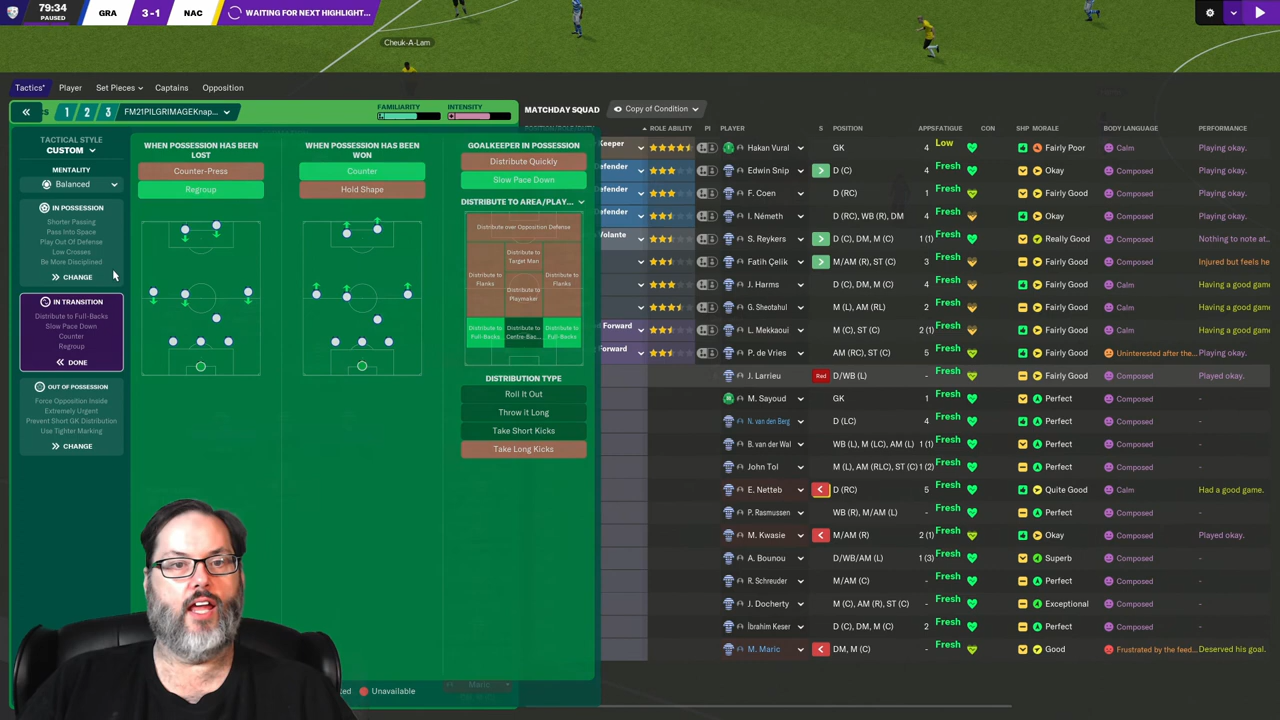 79:34
PAUSED
GRA
3 - 1
NAC
WAITING FOR NEXT HIGHLIGHT...
Cheuk-A-Lam
Tactics*
Player
Set Pieces
Captains
Opposition
1
2
3
FM21PILGRIMAGEKnap...
FAMILIARITY
INTENSITY
MATCHDAY SQUAD
Copy of Condition
TACTICAL STYLE
CUSTOM
MENTALITY
Balanced
IN POSSESSION
Shorter Passing
Pass Into Space
Play Out Of Defense
Low Crosses
Be More Disciplined
CHANGE
IN TRANSITION
Distribute to Full-Backs
Slow Pace Down
Counter
Regroup
DONE
OUT OF POSSESSION
Force Opposition Inside
Extremely Urgent
Prevent Short GK Distribution
Use Tighter Marking
CHANGE
WHEN POSSESSION HAS BEEN
LOST
Counter-Press
Regroup
WHEN POSSESSION HAS BEEN
WON
Counter
Hold Shape
GOALKEEPER IN POSSESSION
Distribute Quickly
Slow Pace Down
DISTRIBUTE TO AREA/PLAY...
Distribute over Opposition Defense
Distribute to
Target Man
Distribute to
Flanks
Distribute to
Flanks
Distribute to
Playmaker
Distribute to
Full-Backs
Distribute to
Centre-Bac...
Distribute to
Full-Backs
DISTRIBUTION TYPE
Roll It Out
Throw it Long
Take Short Kicks
Take Long Kicks
ROLE ABILITY PI PLAYER S POSITION APPS FATIGUE CON SHP MORALE BODY LANGUAGE PERFORMANCE
Keeper Hakan Vural GK 4 Low Fairly Poor Calm Playing okay.
Defender Edwin Snip D (C) 4 Fresh Okay Composed Playing okay.
Defender F. Coen D (RC) 1 Fresh Fairly Good Composed Playing okay.
Defender I. Németh D (RC), WB (R), DM 4 Fresh Okay Composed Playing okay.
Volante S. Reykers D (C), DM, M (C) 1 (1) Fresh Really Good Composed Nothing to note at...
Fatih Çelik M/AM (R), ST (C) 3 Fresh Fairly Good Composed Injured but feels he
J. Harms D (C), DM, M (C) 4 Fresh Fairly Good Calm Having a good game
G. Sheotahul M (L), AM (RL) 2 Fresh Fairly Good Composed Having a good game
Forward L. Mekkaoui M (C), ST (C) 2 (1) Fresh Fairly Good Calm Having a good game
Forward P. de Vries AM (RC), ST (C) 5 Fresh Fairly Good Uninterested after the... Playing okay.
J. Larrieu Red D/WB (L) - Fresh Fairly Good Composed Played okay.
M. Sayoud GK 1 Fresh Perfect Composed -
N. van den Berg D (LC) 4 Fresh Perfect Composed -
B. van der Wal WB (L), M (LC), AM (L) 1 (1) Fresh Perfect Composed -
John Tol M (L), AM (RLC), ST (C) 1 (2) Fresh Perfect Composed -
E. Netteb D (RC) 5 Fresh Quite Good Calm Had a good game.
P. Rasmussen WB (R), M/AM (L) - Fresh Perfect Composed -
M. Kwasie M/AM (R) 2 (1) Fresh Okay Composed Played okay.
A. Bounou D/WB/AM (L) 1 (3) Fresh Superb Composed -
R. Schreuder M/AM (C) - Fresh Perfect Composed -
J. Docherty M (C), AM (R), ST (C) - Fresh Exceptional Composed -
İbrahim Keser D (C), DM, M (C) 2 Fresh Perfect Composed -
M. Maric DM, M (C) - Fresh Good Frustrated by the feed... Deserved his goal.
Unavailable
Maric